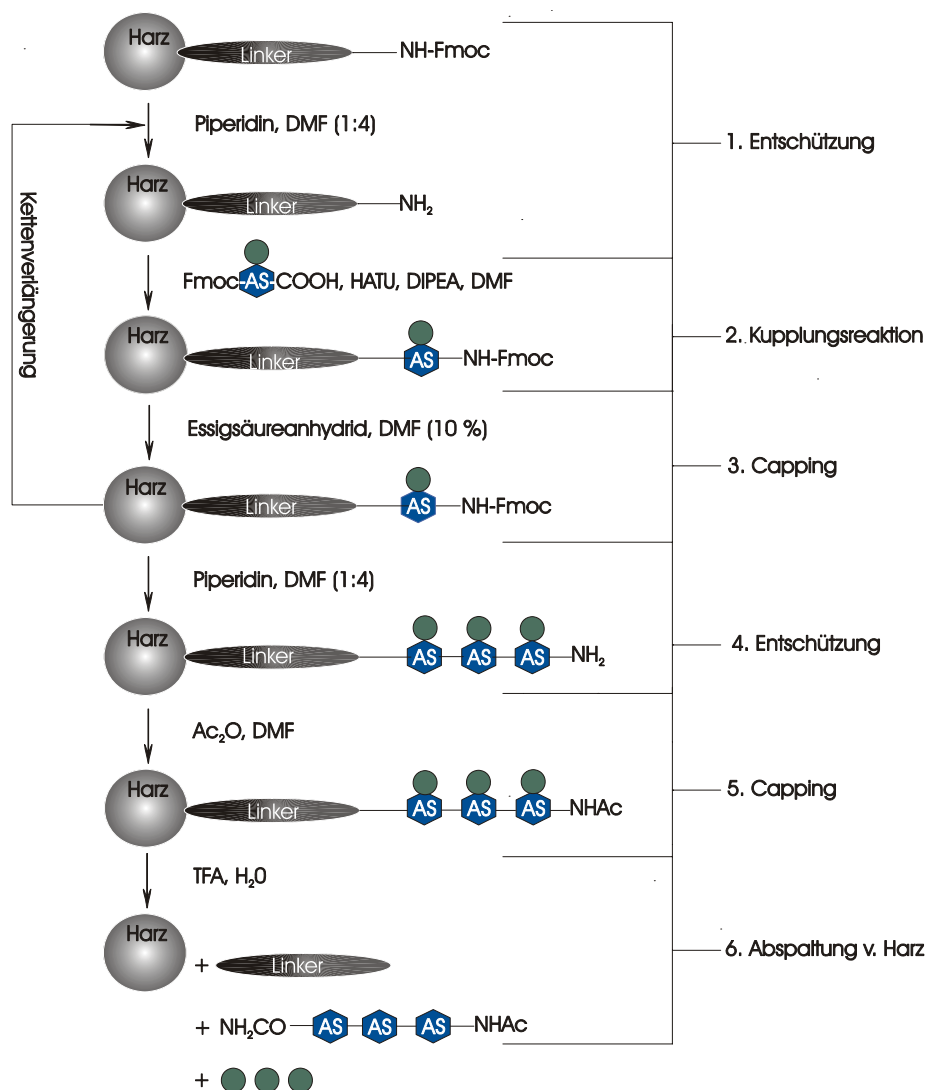 Harz
Linker
NH-Fmoc
Piperidin, DMF (1:4)
1. Entschützung
Harz
Linker
NH2
Kettenverlängerung
Fmoc-AS-COOH, HATU, DIPEA, DMF
2. Kupplungsreaktion
Harz
Linker
AS
NH-Fmoc
Essigsäureanhydrid, DMF (10 %)
3. Capping
Harz
Linker
AS
NH-Fmoc
Piperidin, DMF (1:4)
4. Entschützung
Harz
Linker
AS AS AS
NH2
Ac2O, DMF
5. Capping
Harz
Linker
AS AS AS
NHAc
TFA, H20
6. Abspaltung v. Harz
Harz
+ Linker
+ NH2CO AS AS AS NHAc
+